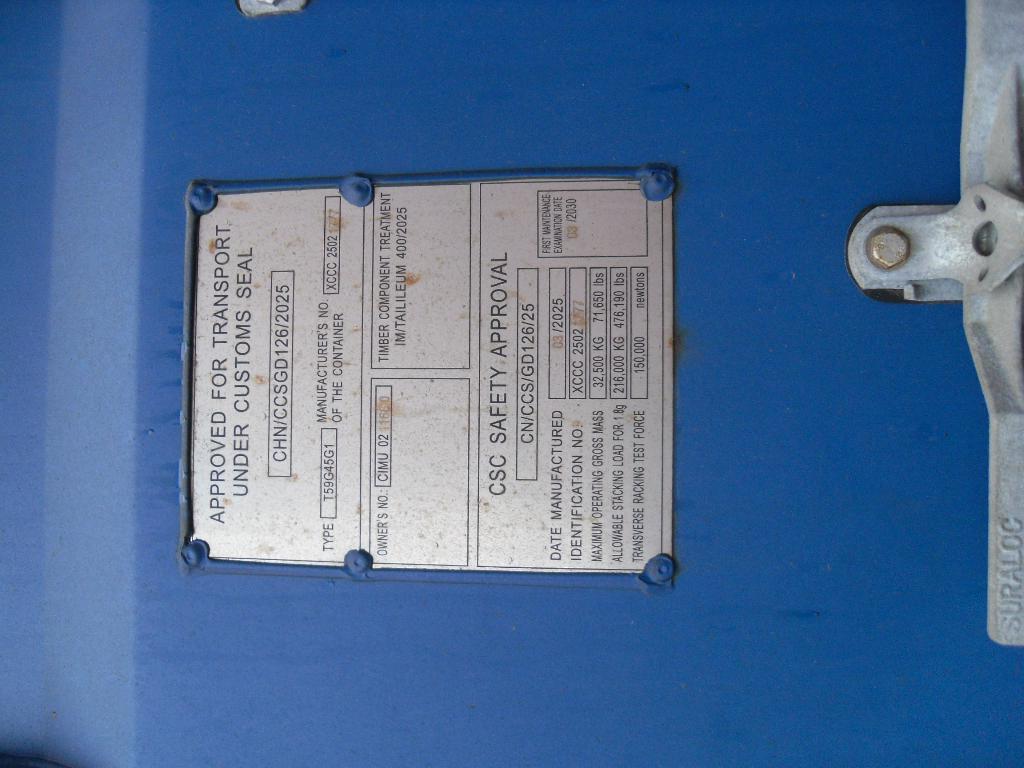 APPROVED FOR TRANSPORT
UNDER CUSTOMS SEAL
CHN/CCSGD126/2025
TYPE T59G45G1 MANUFACTURER'S NO. OF THE CONTAINER XCCC 2502
OWNER'S NO.: CIMU 02
TIMBER COMPONENT TREATMENT
IM/TAILILEUM 400/2025
CSC SAFETY APPROVAL
CN/CCS/GD126/25
DATE MANUFACTURED 03 /2025
IDENTIFICATION NO. XCCC 2502
MAXIMUM OPERATING GROSS MASS 32,500 KG 71,650 lbs
ALLOWABLE STACKING LOAD FOR 1.8g 216,000 KG 476,190 lbs
TRANSVERSE RACKING TEST FORCE 150,000 newtons
FIRST MAINTENANCE
EXAMINATION DATE
03 /2030
SURALOC